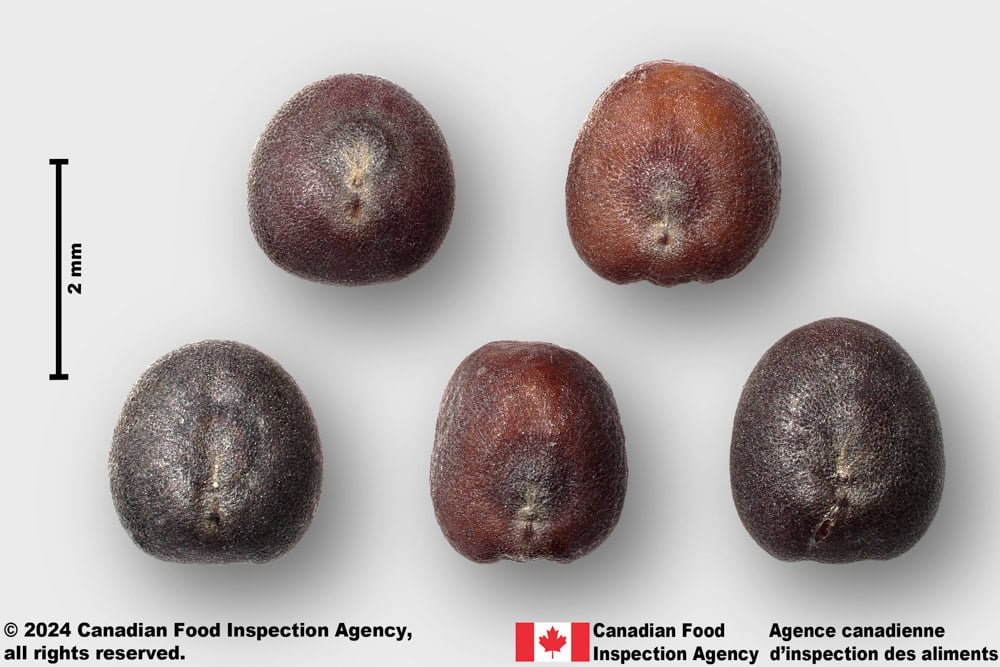 2 mm
© 2024 Canadian Food Inspection Agency,
all rights reserved.
Canadian Food
Inspection Agency
Agence canadienne
d'inspection des aliments